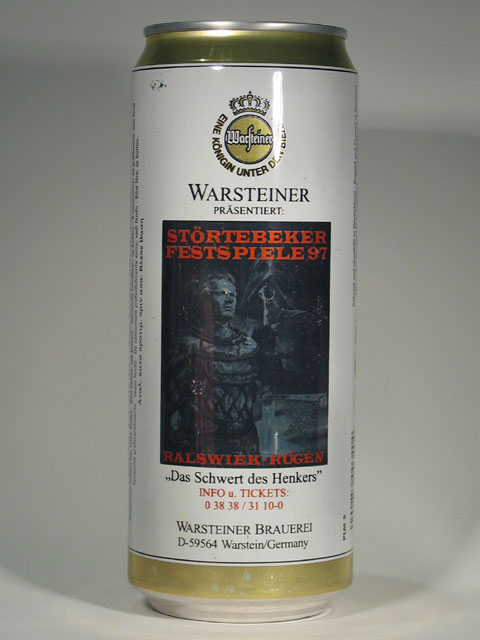 EINE KÖNIGIN UNTER DEN BIEREN
Warsteiner
WARSTEINER
PRÄSENTIERT:
STÖRTEBEKER
FESTSPIELE 97
RALSWIEK-RÜGEN
„Das Schwert des Henkers"
INFO u. TICKETS:
0 38 38 / 31 10-0
WARSTEINER BRAUEREI
D-59564 Warstein/Germany